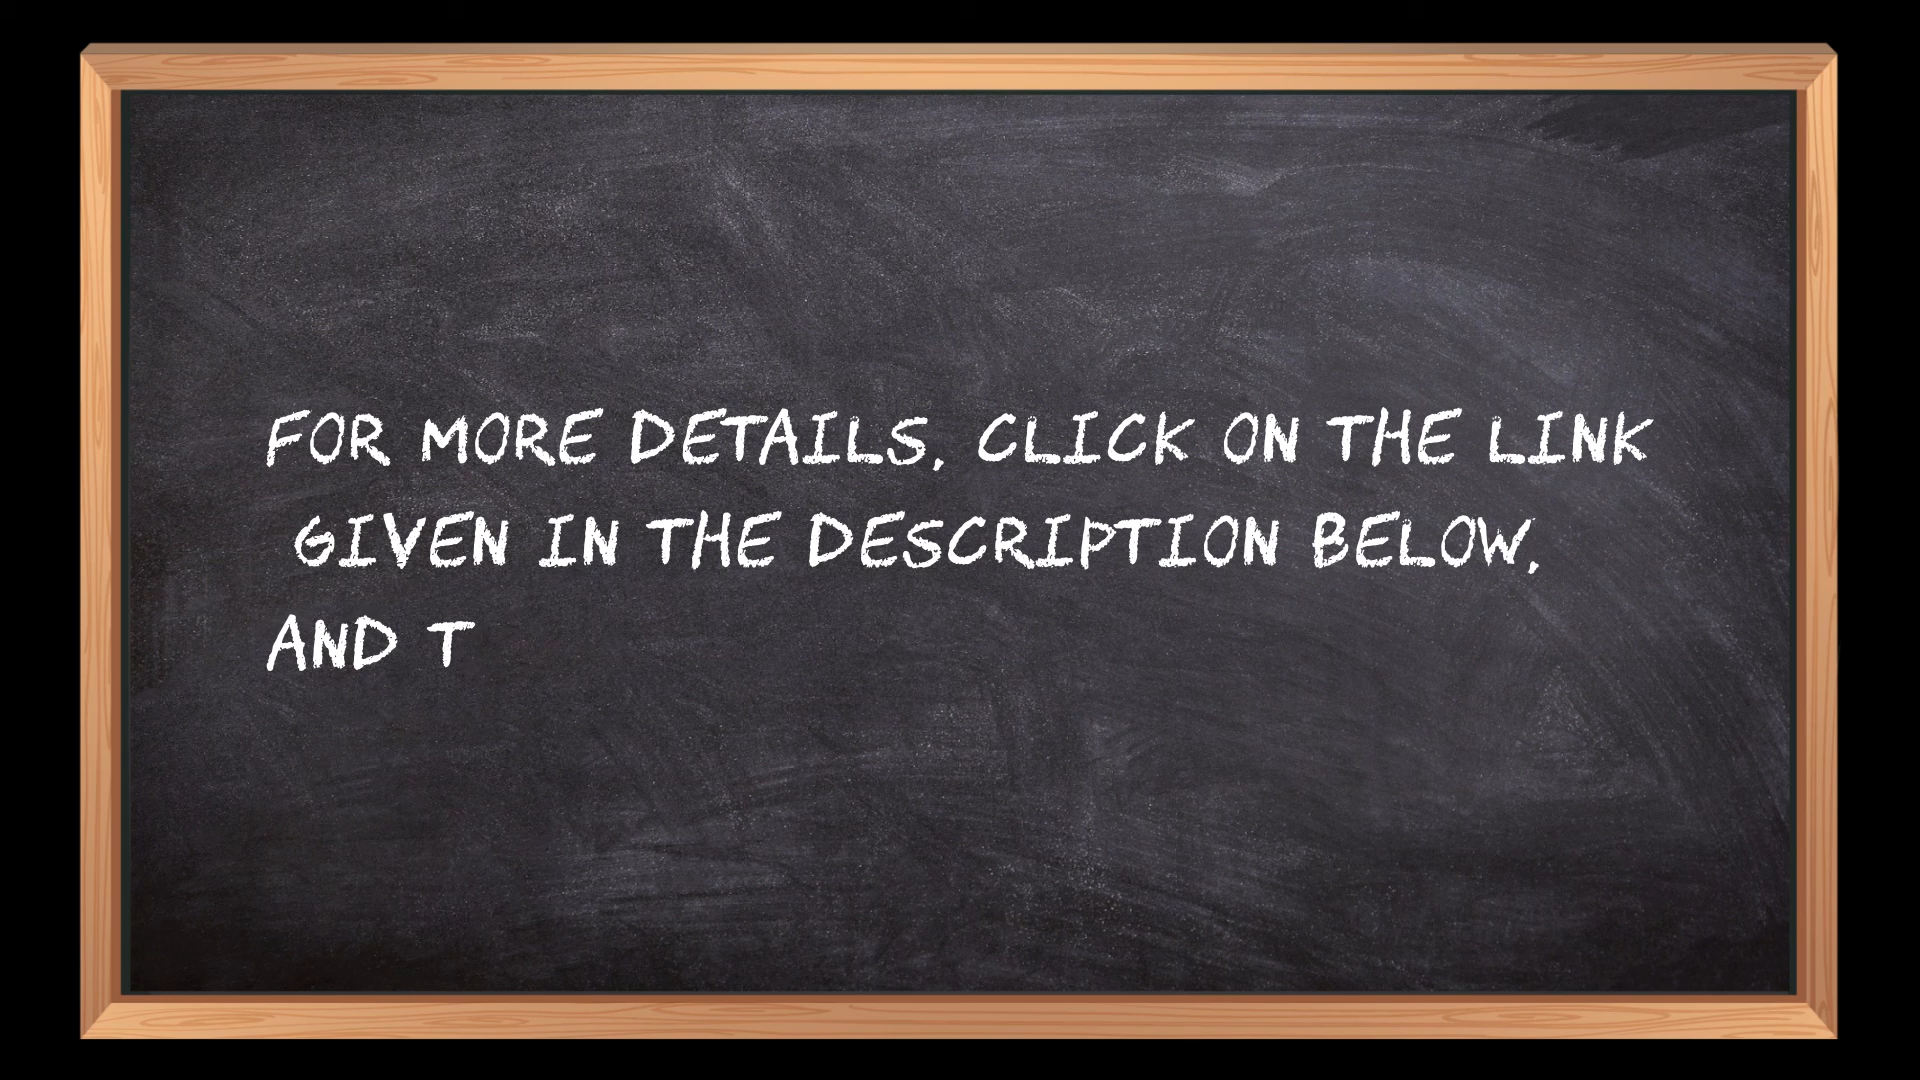 FOR MORE DETAILS, CLICK ON THE LINK
GIVEN IN THE DESCRIPTION BELOW,
AND T